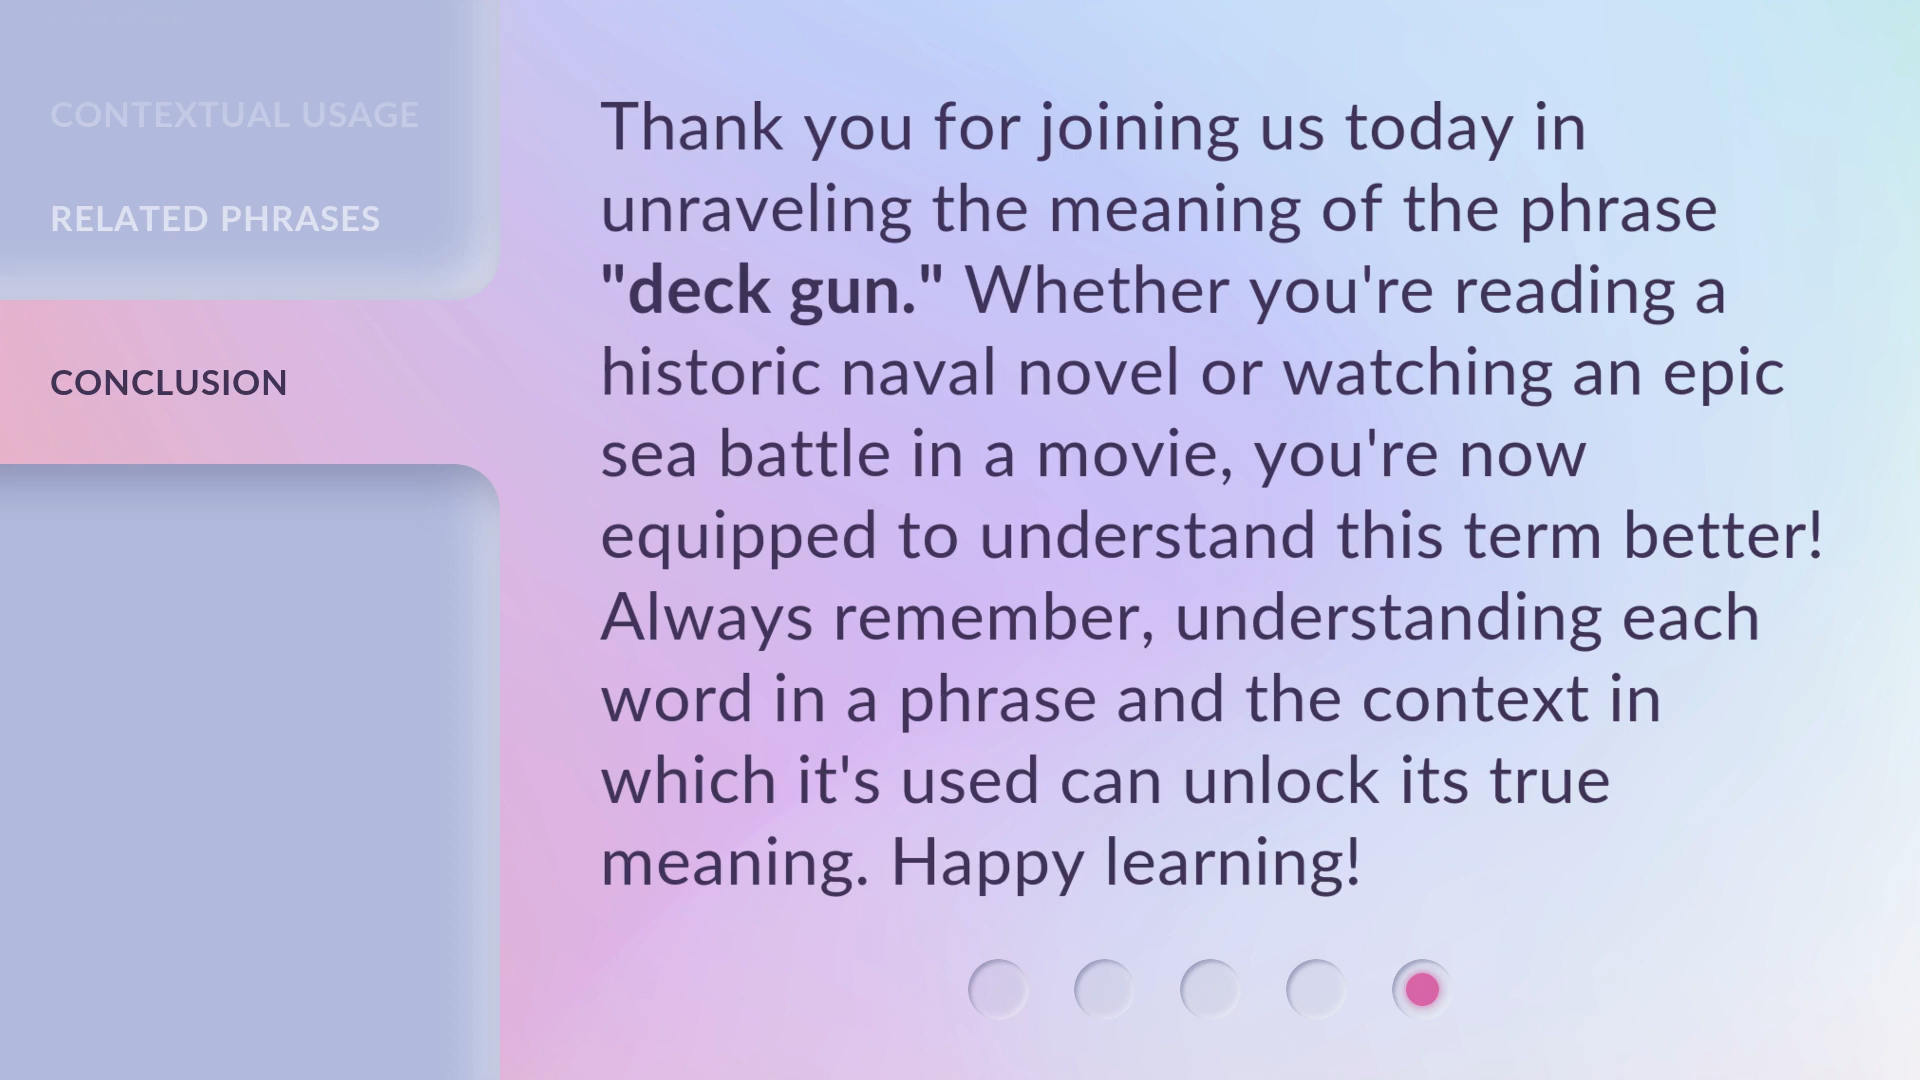 CONTEXTUAL USAGE
RELATED PHRASES
CONCLUSION
Thank you for joining us today in
unraveling the meaning of the phrase
"deck gun." Whether you're reading a
historic naval novel or watching an epic
sea battle in a movie, you're now
equipped to understand this term better!
Always remember, understanding each
word in a phrase and the context in
which it's used can unlock its true
meaning. Happy learning!